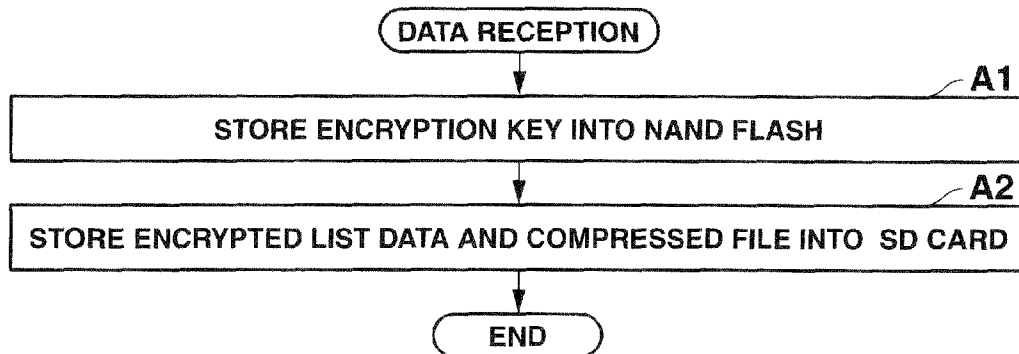 DATA RECEPTION
A1
STORE ENCRYPTION KEY INTO NAND FLASH
A2
STORE ENCRYPTED LIST DATA AND COMPRESSED FILE INTO SD CARD
END